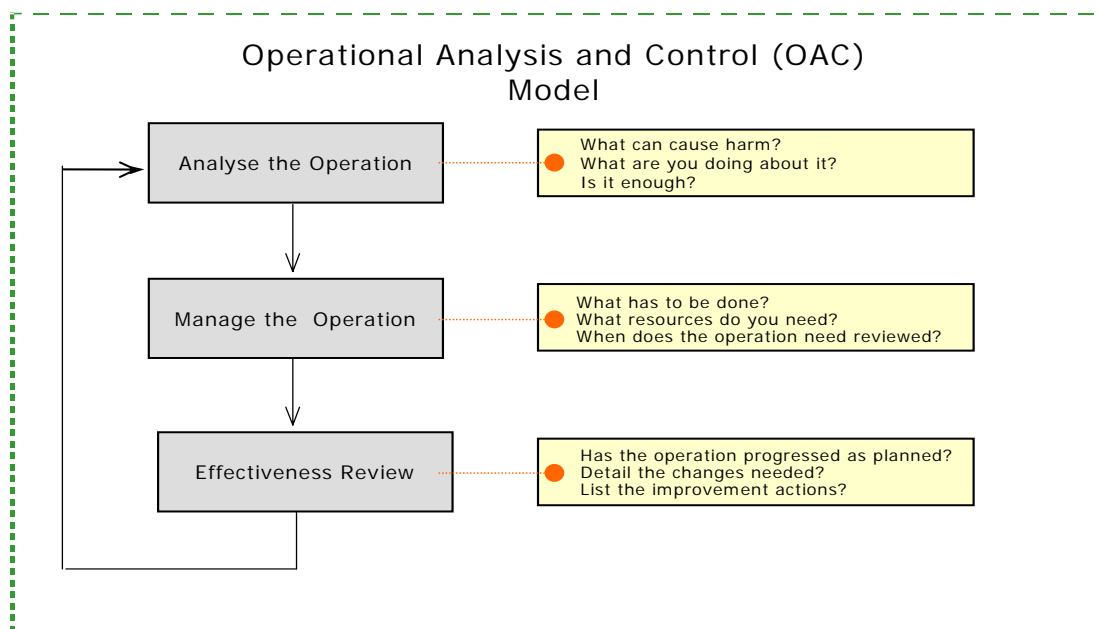 Operational Analysis and Control (OAC)
Model
Analyse the Operation
What can cause harm?
What are you doing about it?
Is it enough?
Manage the  Operation
What has to be done?
What resources do you need?
When does the operation need reviewed?
Effectiveness Review
Has the operation progressed as planned?
Detail the changes needed?
List the improvement actions?